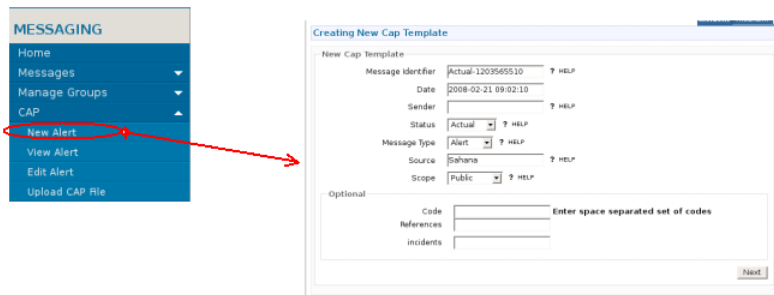 MESSAGING
Home
Messages
Manage Groups
CAP
New Alert
View Alert
Edit Alert
Upload CAP File
Creating New Cap Template
New Cap Template
Message Identifier Actual-1203565510 ? HELP
Date 2008-02-21 09:02:10
Sender ? HELP
Status Actual ? HELP
Message Type Alert ? HELP
Source Sahana ? HELP
Scope Public ? HELP
Optional
Code Enter space separated set of codes
References
incidents
Next